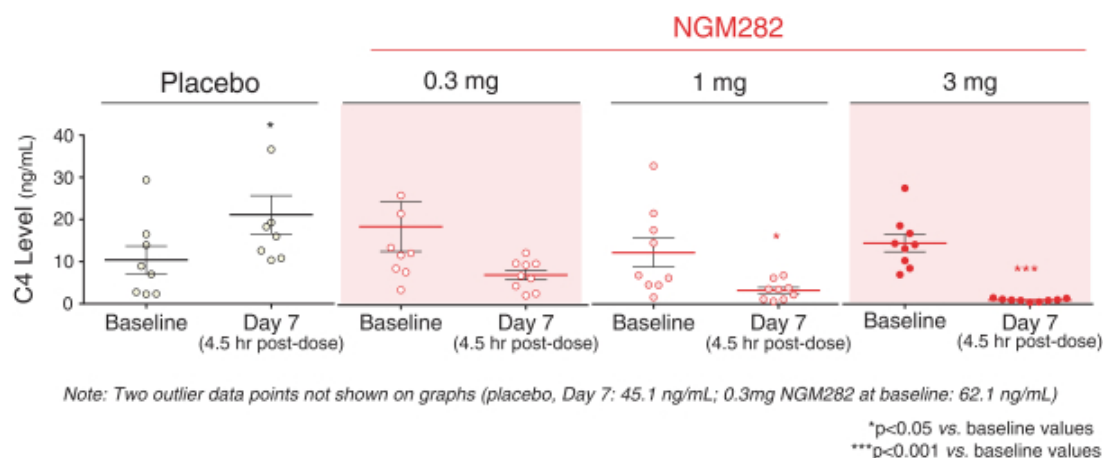 NGM282
Placebo
0.3 mg
1 mg
3 mg
C4 Level (ng/mL)
40
30
20
10
0
*
*
***
Baseline
Day 7
(4.5 hr post-dose)
Baseline
Day 7
(4.5 hr post-dose)
Baseline
Day 7
(4.5 hr post-dose)
Baseline
Day 7
(4.5 hr post-dose)
Note: Two outlier data points not shown on graphs (placebo, Day 7: 45.1 ng/mL; 0.3mg NGM282 at baseline: 62.1 ng/mL)
*p<0.05 vs. baseline values
***p<0.001 vs. baseline values